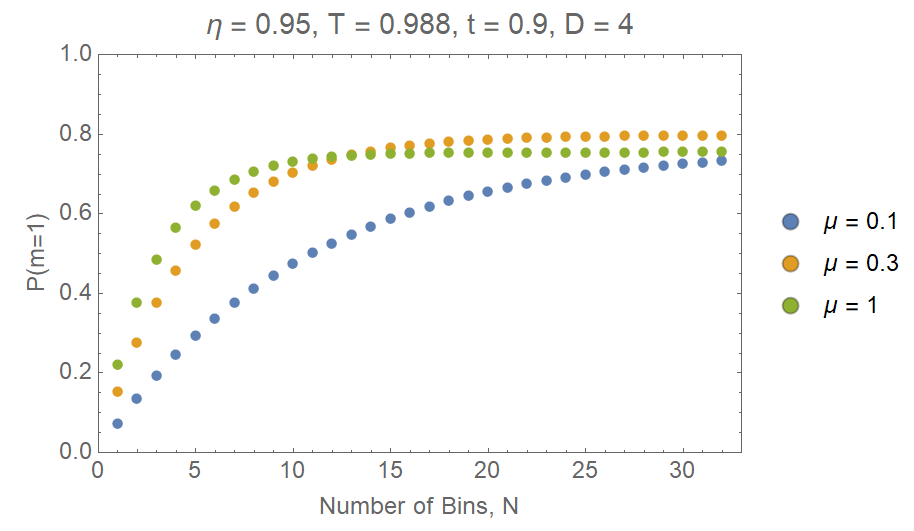 η = 0.95, T = 0.988, t = 0.9, D = 4
P(m=1)
1.0
0.8
0.6
0.4
0.2
0.0
0 5 10 15 20 25 30
Number of Bins, N
μ = 0.1
μ = 0.3
μ = 1